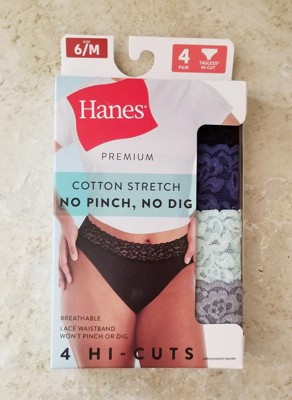 SIZE
6/M
4
PAIR
TAGLESS
HI-CUT
Hanes®
PREMIUM
COTTON STRETCH
NO PINCH, NO DIG
BREATHABLE
LACE WAISTBAND
WON'T PINCH OR DIG
4 HI-CUTS